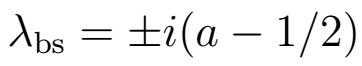 λ_bs = ±i(a − 1/2)